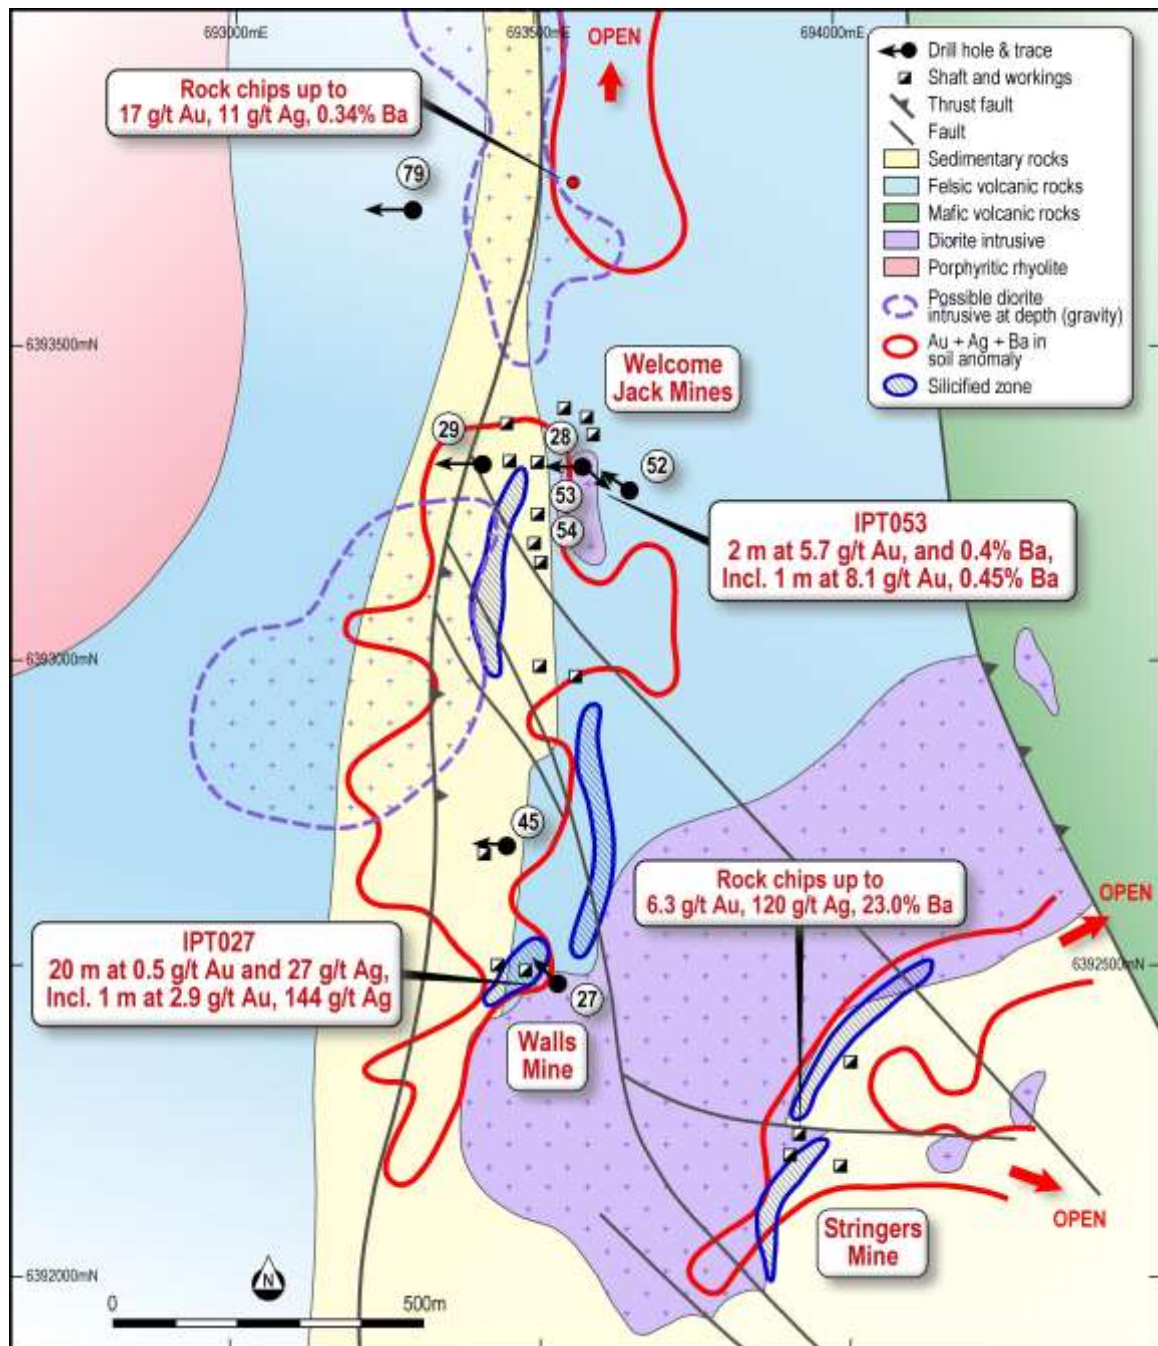 693000mE
693500mE
694000mE
OPEN
Drill hole & trace
Shaft and workings
Thrust fault
Fault
Sedimentary rocks
Felsic volcanic rocks
Mafic volcanic rocks
Diorite intrusive
Porphyritic rhyolite
Possible diorite
intrusive at depth (gravity)
Au + Ag + Ba in
soil anomaly
Silicified zone
Rock chips up to
17 g/t Au, 11 g/t Ag, 0.34% Ba
79
6393500mN
Welcome
Jack Mines
29
28
52
53
54
IPT053
2 m at 5.7 g/t Au, and 0.4% Ba,
Incl. 1 m at 8.1 g/t Au, 0.45% Ba
6393000mN
45
Rock chips up to
6.3 g/t Au, 120 g/t Ag, 23.0% Ba
OPEN
IPT027
20 m at 0.5 g/t Au and 27 g/t Ag,
Incl. 1 m at 2.9 g/t Au, 144 g/t Ag
6392500mN
27
Walls
Mine
Stringers
Mine
OPEN
6392000mN
N
0
500m